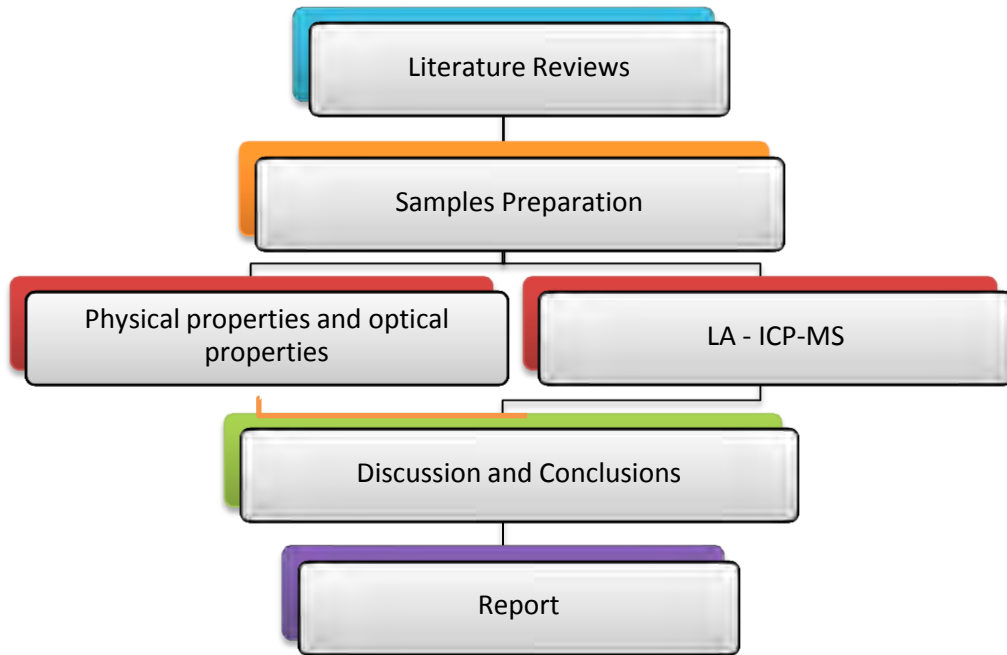 Literature Reviews
Samples Preparation
Physical properties and optical
properties
LA - ICP-MS
Discussion and Conclusions
Report